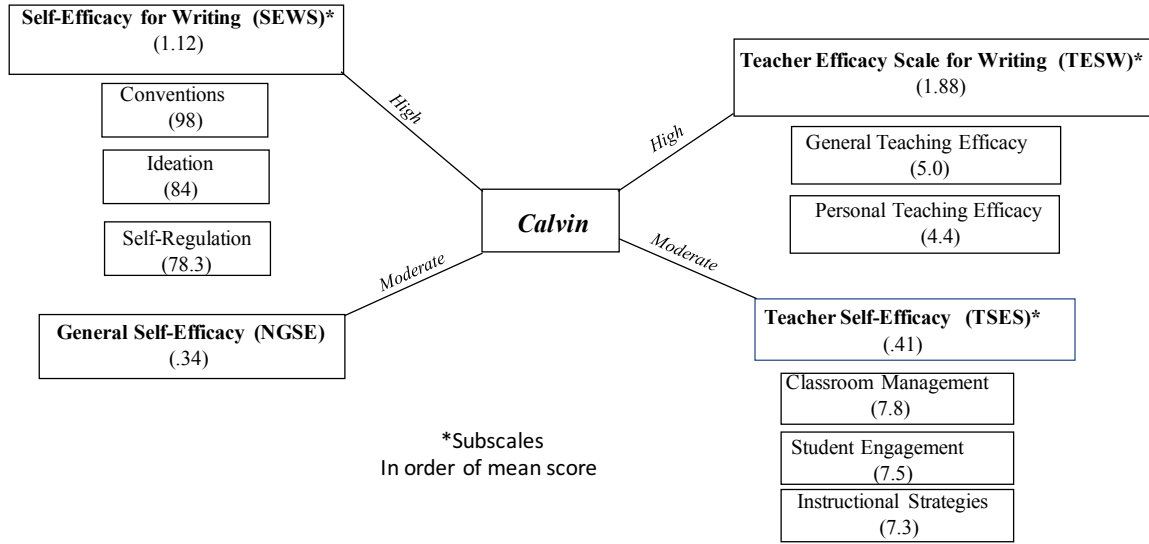 Self-Efficacy for Writing (SEWS)*
(1.12)
Conventions
(98)
Ideation
(84)
Self-Regulation
(78.3)
General Self-Efficacy (NGSE)
(.34)
High
Moderate
Calvin
High
Moderate
Teacher Efficacy Scale for Writing (TESW)*
(1.88)
General Teaching Efficacy
(5.0)
Personal Teaching Efficacy
(4.4)
Teacher Self-Efficacy (TSES)*
(.41)
Classroom Management
(7.8)
Student Engagement
(7.5)
Instructional Strategies
(7.3)
*Subscales
In order of mean score